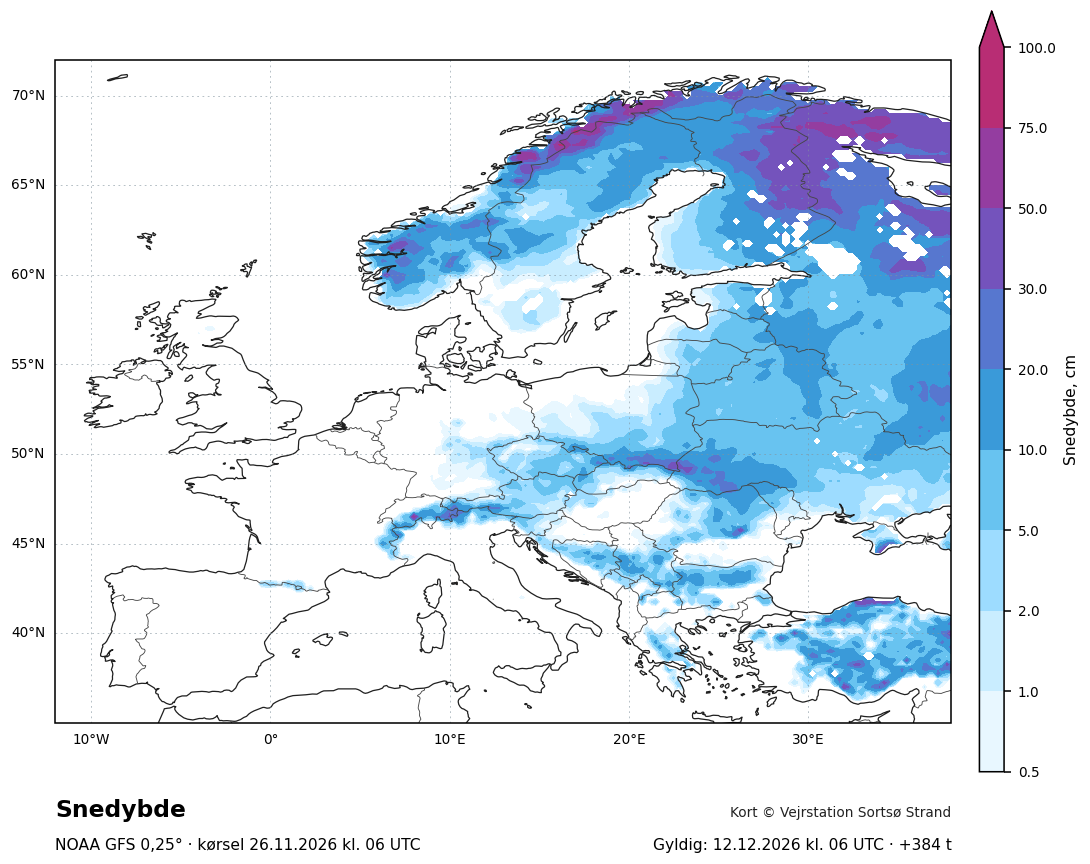 100.0
75.0
50.0
30.0
20.0
10.0
5.0
2.0
1.0
0.5
Snedybde, cm
70°N
65°N
60°N
55°N
50°N
45°N
40°N
10°W 0° 10°E 20°E 30°E
Snedybde
Kort © Vejrstation Sortsø Strand
NOAA GFS 0,25° · kørsel 26.11.2026 kl. 06 UTC
Gyldig: 12.12.2026 kl. 06 UTC · +384 t